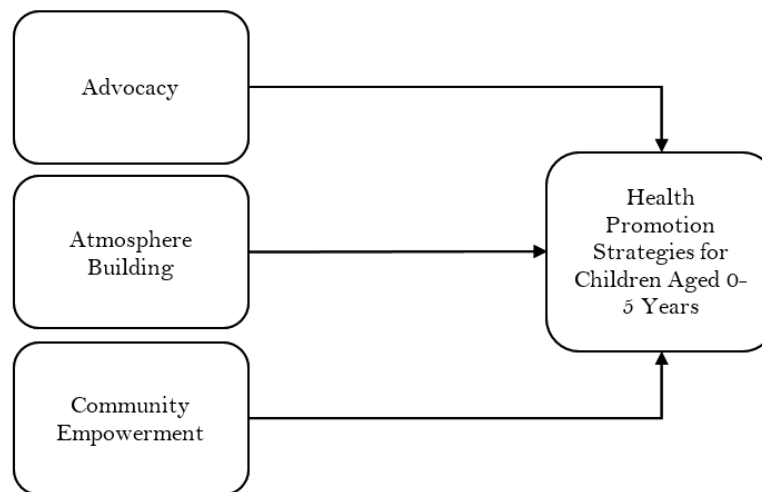 Advocacy
Atmosphere
Building
Community
Empowerment
Health
Promotion
Strategies for
Children Aged 0-
5 Years